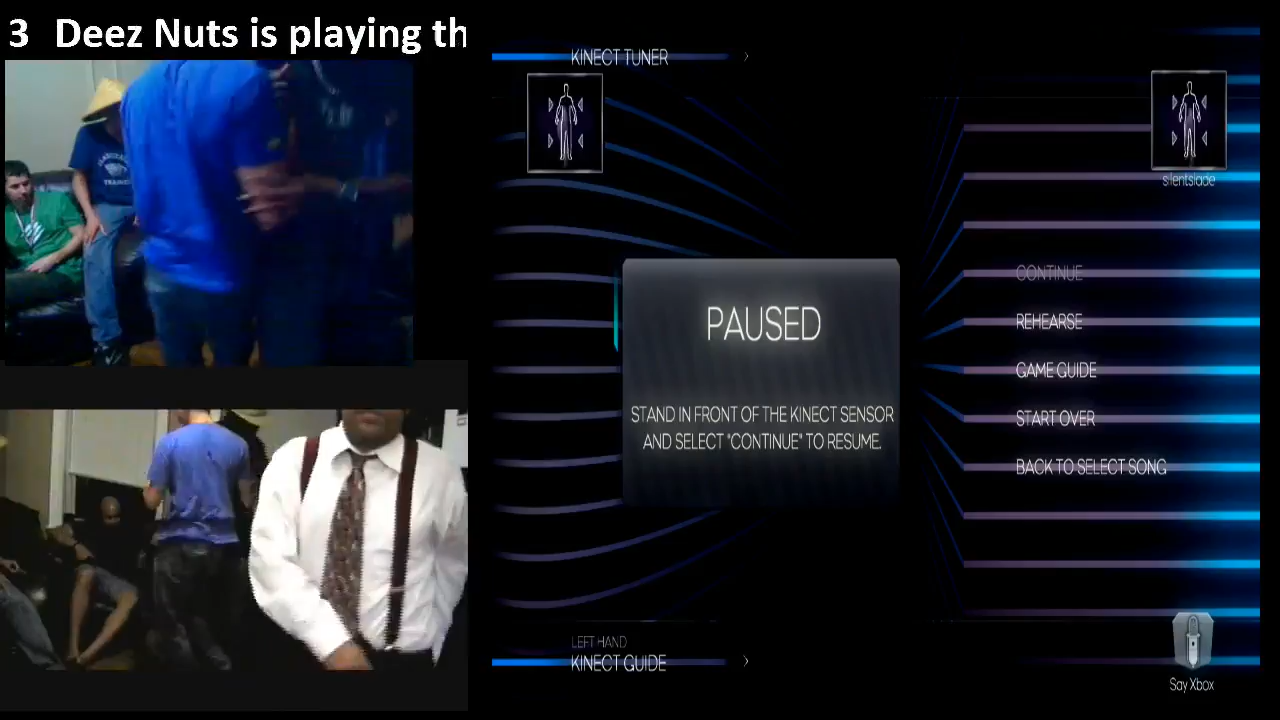 3 Deez Nuts is playing th
KINECT TUNER
silentslade
CONTINUE
PAUSED
REHEARSE
GAME GUIDE
STAND IN FRONT OF THE KINECT SENSOR
AND SELECT "CONTINUE" TO RESUME.
START OVER
BACK TO SELECT SONG
LEFT HAND
KINECT GUIDE
Say Xbox